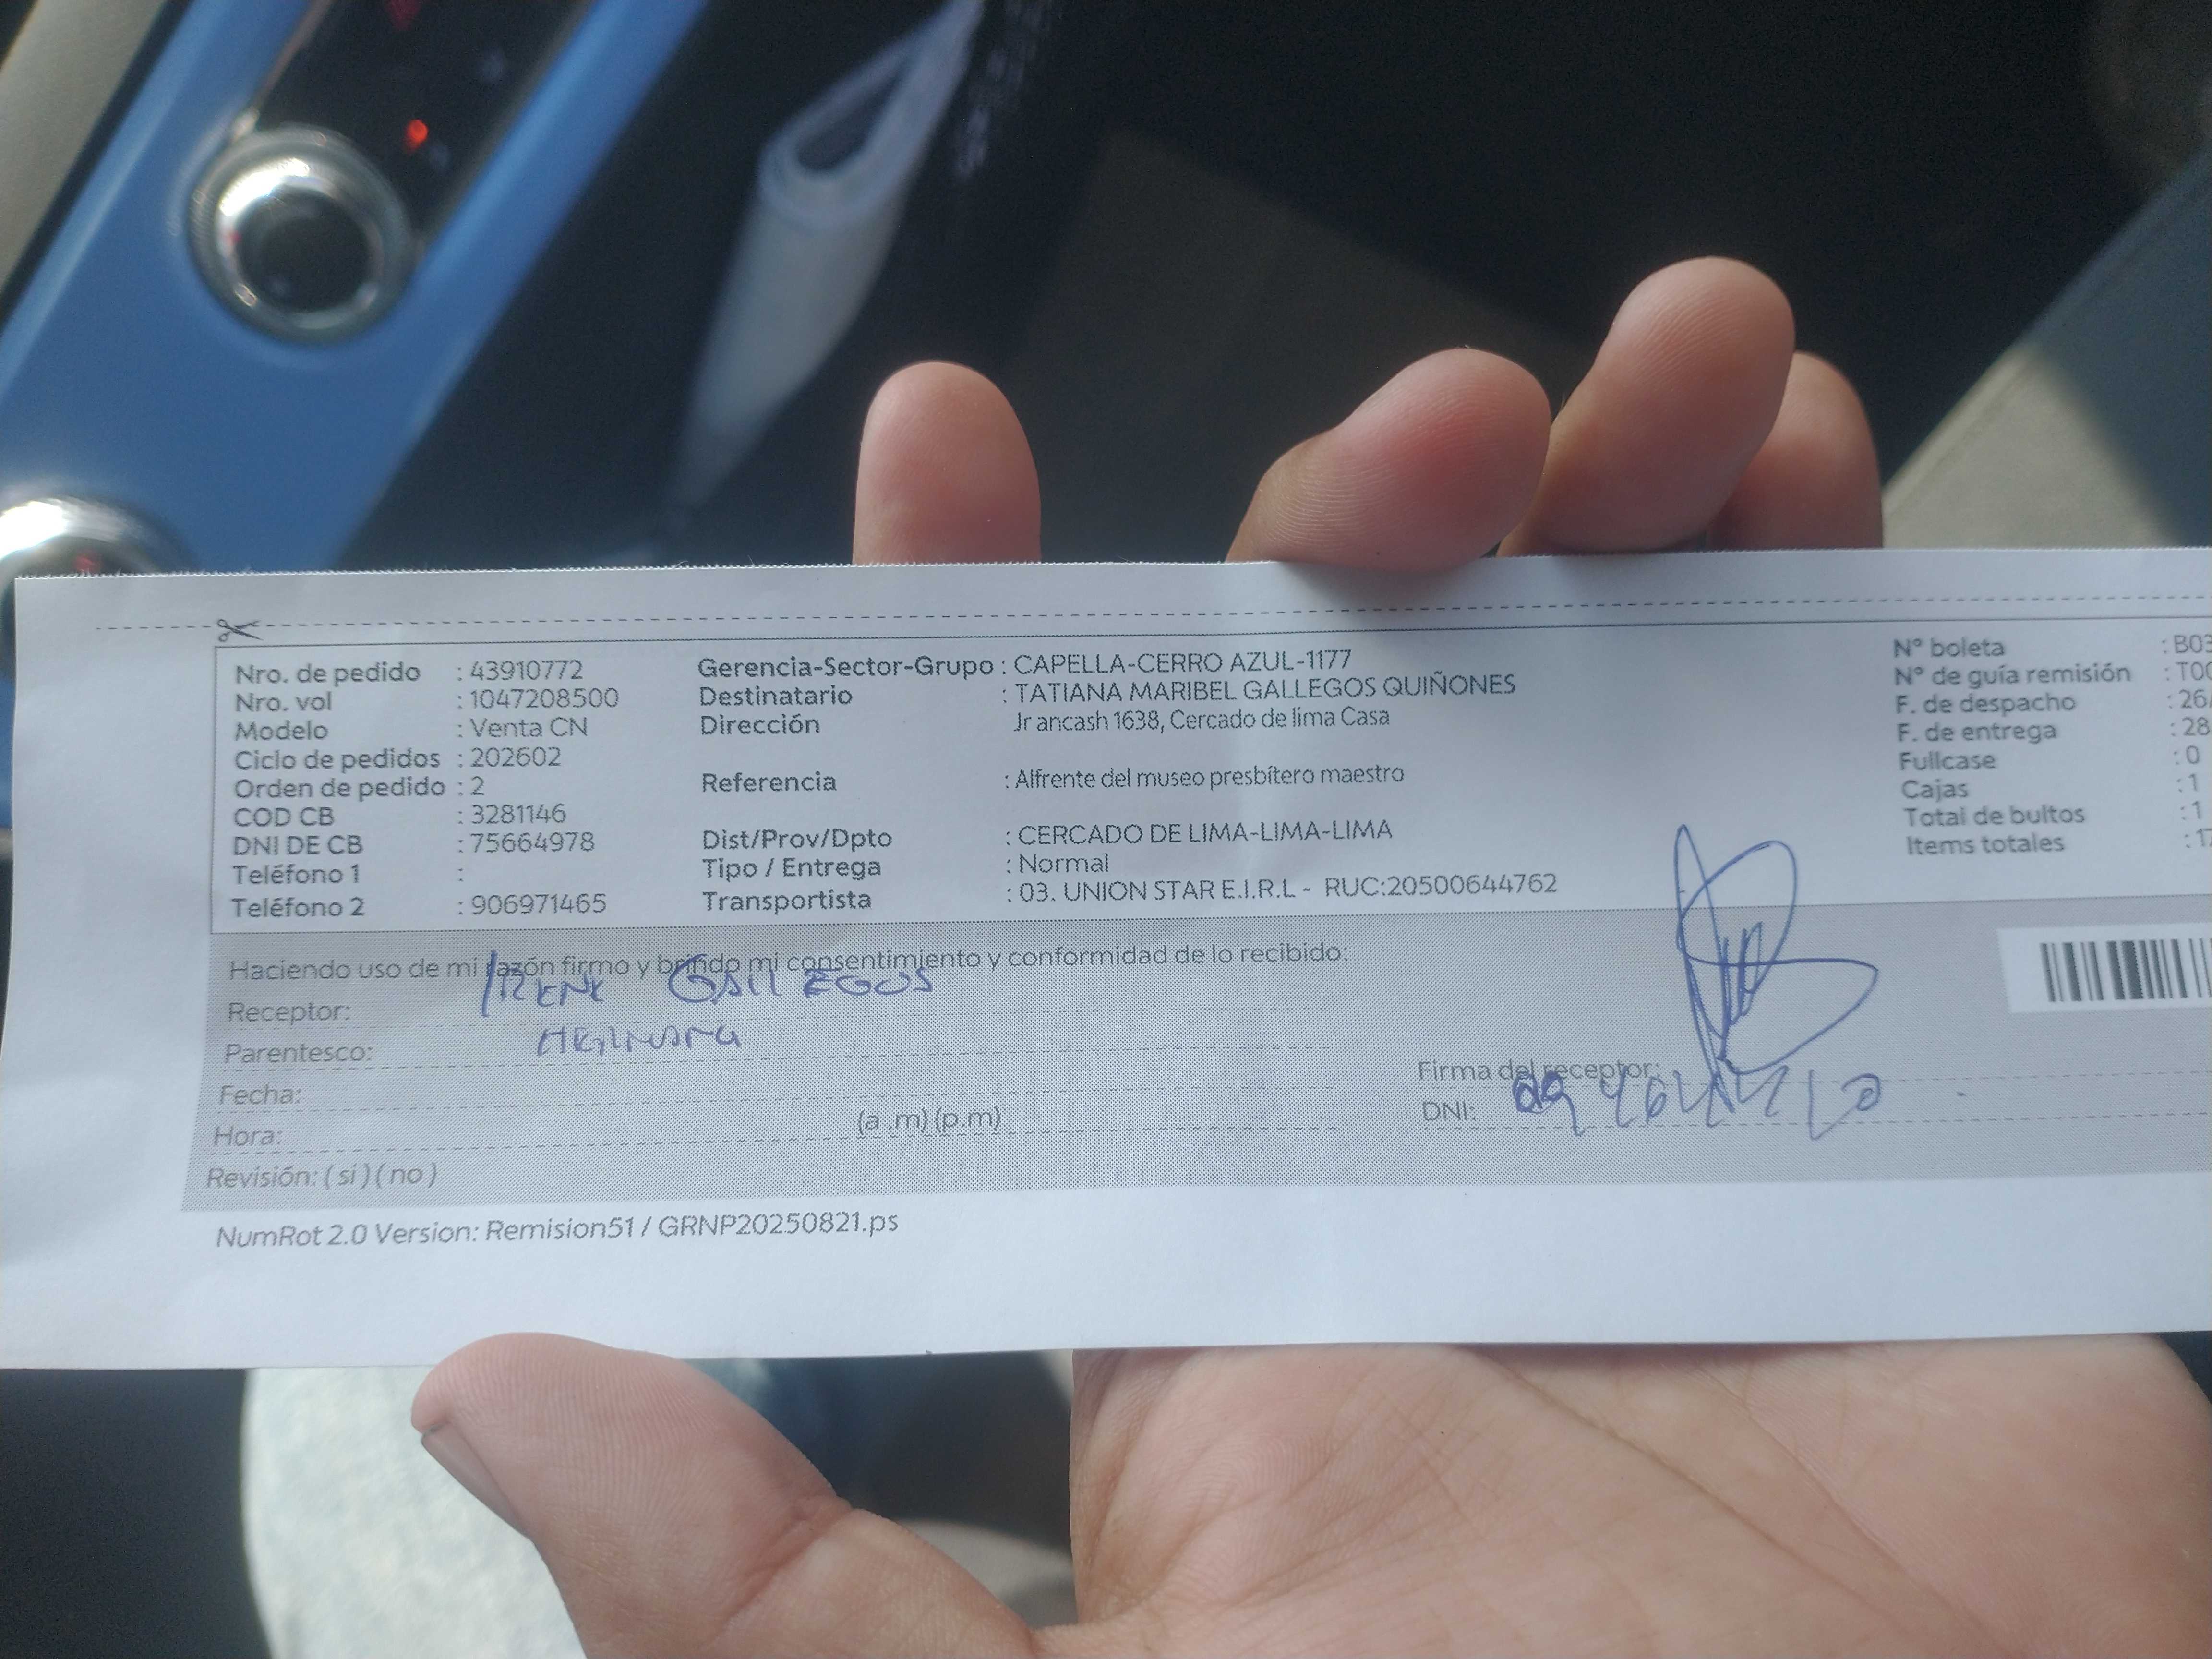 Nro. de pedido : 43910772
Nro. vol : 1047208500
Modelo : Venta CN
Ciclo de pedidos : 202602
Orden de pedido : 2
COD CB : 3281146
DNI DE CB : 75664978
Teléfono 1 :
Teléfono 2 : 906971465
Gerencia-Sector-Grupo : CAPELLA-CERRO AZUL-1177
Destinatario : TATIANA MARIBEL GALLEGOS QUIÑONES
Dirección Jr ancash 1638, Cercado de lima Casa
Referencia : Alfrente del museo presbítero maestro
Dist/Prov/Dpto : CERCADO DE LIMA-LIMA-LIMA
Tipo / Entrega : Normal
Transportista : 03. UNION STAR E.I.R.L - RUC:20500644762
N° boleta : B03
N° de guía remisión : T00
F. de despacho : 26/
F. de entrega : 28
Fullcase : 0
Cajas : 1
Total de bultos : 1
Items totales : 17
Haciendo uso de mi razón firmo y brindo mi consentimiento y conformidad de lo recibido:
Receptor: GALLEGOS
Parentesco:
Fecha:
Hora: (a .m) (p.m)
Revisión: ( si ) ( no )
Firma del receptor:
DNI:
NumRot 2.0 Version: Remision51 / GRNP20250821.ps